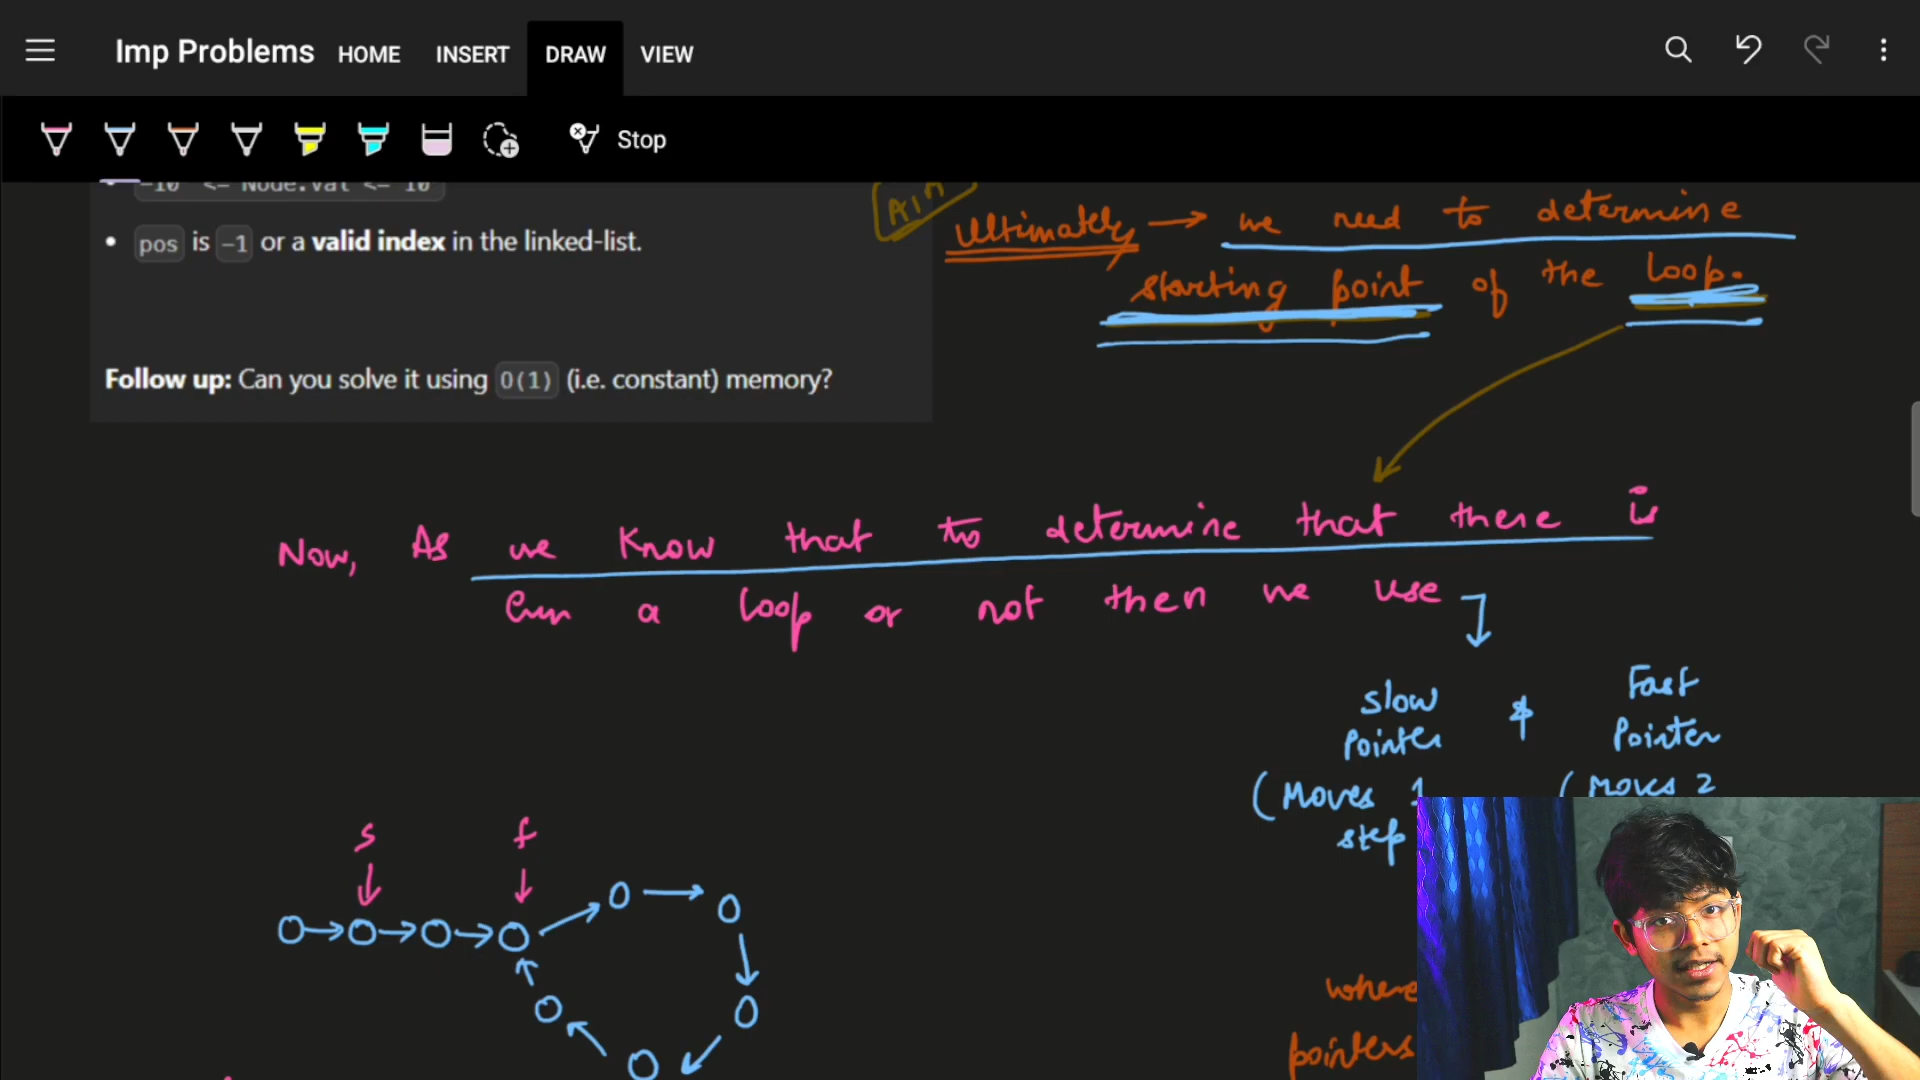 Imp Problems HOME INSERT DRAW VIEW
Stop
<= Node.val <=
pos is -1 or a valid index in the linked-list.
Follow up: Can you solve it using O(1) (i.e. constant) memory?
Aim
Ultimately → we need to determine
starting point of the loop.
Now, As we know that to determine that there is
a loop or not then we use
slow pointer & Fast Pointer
(Moves 1 step
(Moves 2
s f
where
pointers